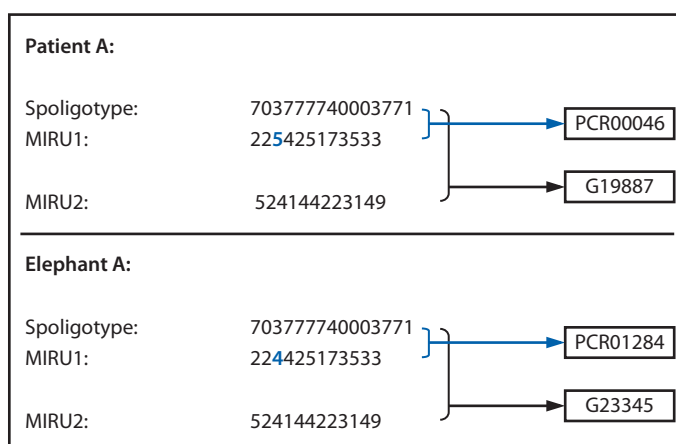 Patient A:
Spoligotype: 703777740003771
MIRU1: 225425173533
PCR00046
MIRU2: 524144223149
G19887
Elephant A:
Spoligotype: 703777740003771
MIRU1: 224425173533
PCR01284
MIRU2: 524144223149
G23345